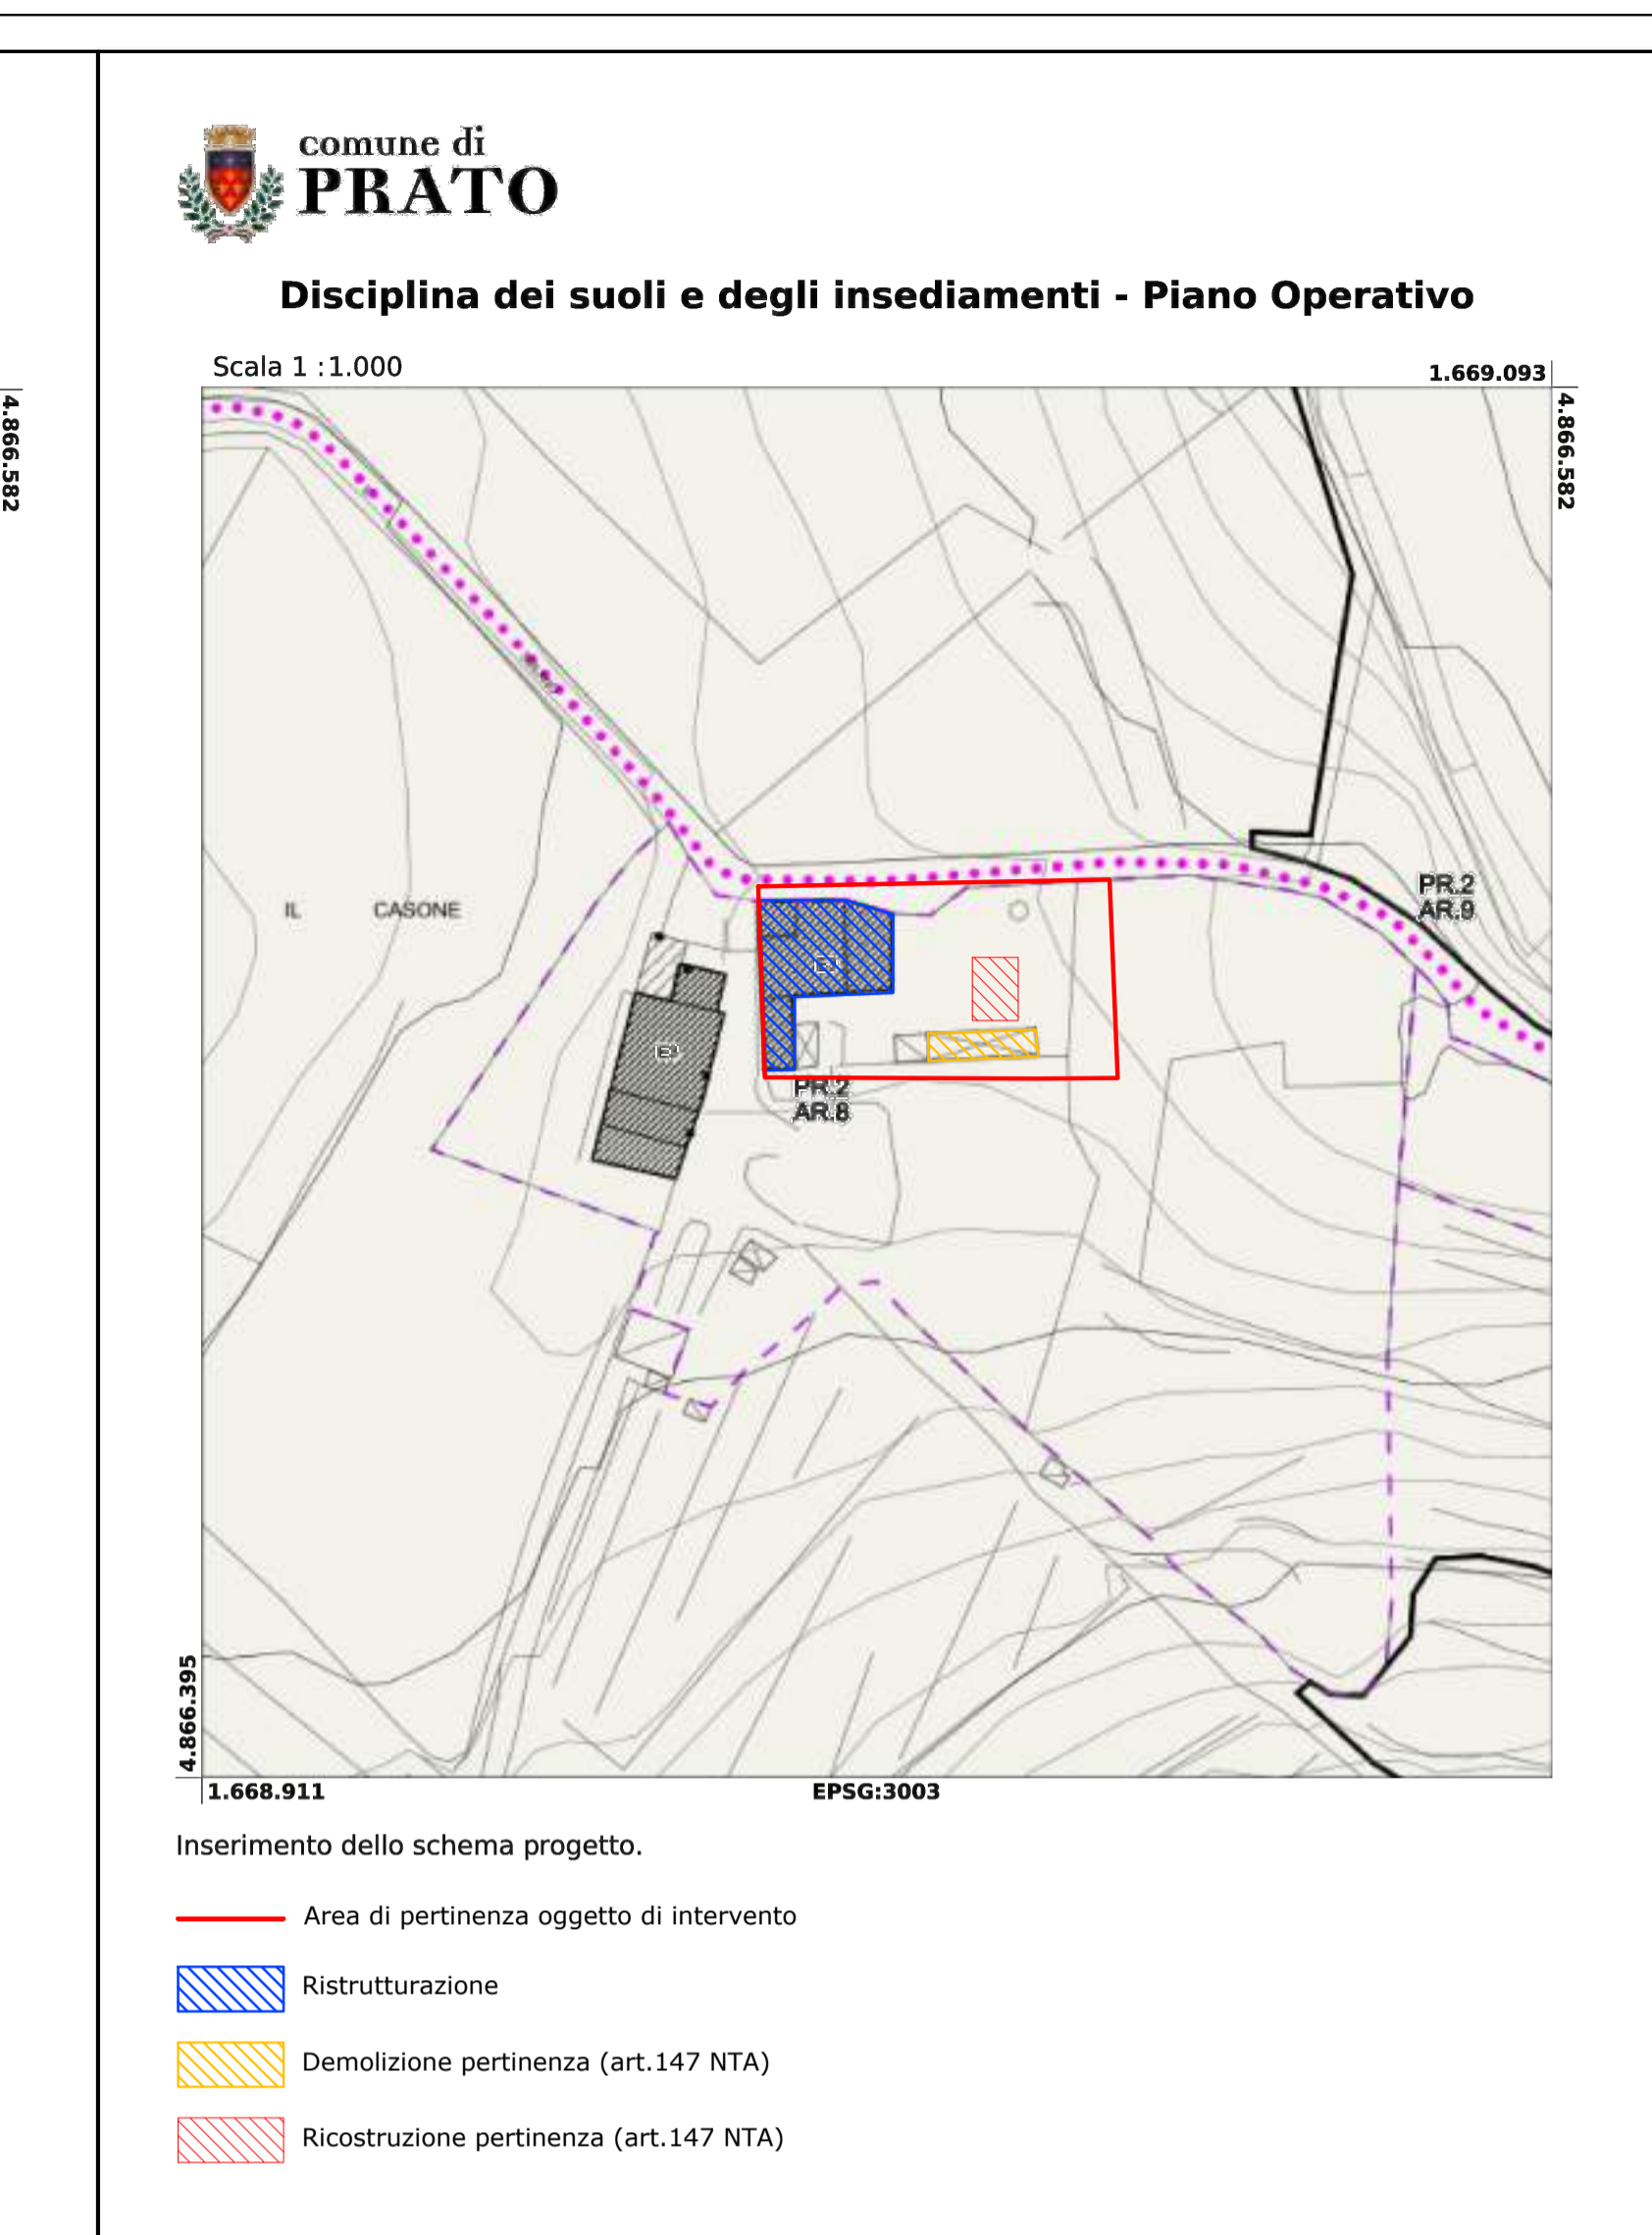 comune di
PRATO
Disciplina dei suoli e degli insediamenti - Piano Operativo
Scala 1 :1.000
1.669.093
4.866.582
4.866.582
PR.2
AR.9
IL CASONE
E'
E'
PR.2
AR.8
4.866.395
1.668.911
EPSG:3003
Inserimento dello schema progetto.
Area di pertinenza oggetto di intervento
Ristrutturazione
Demolizione pertinenza (art.147 NTA)
Ricostruzione pertinenza (art.147 NTA)